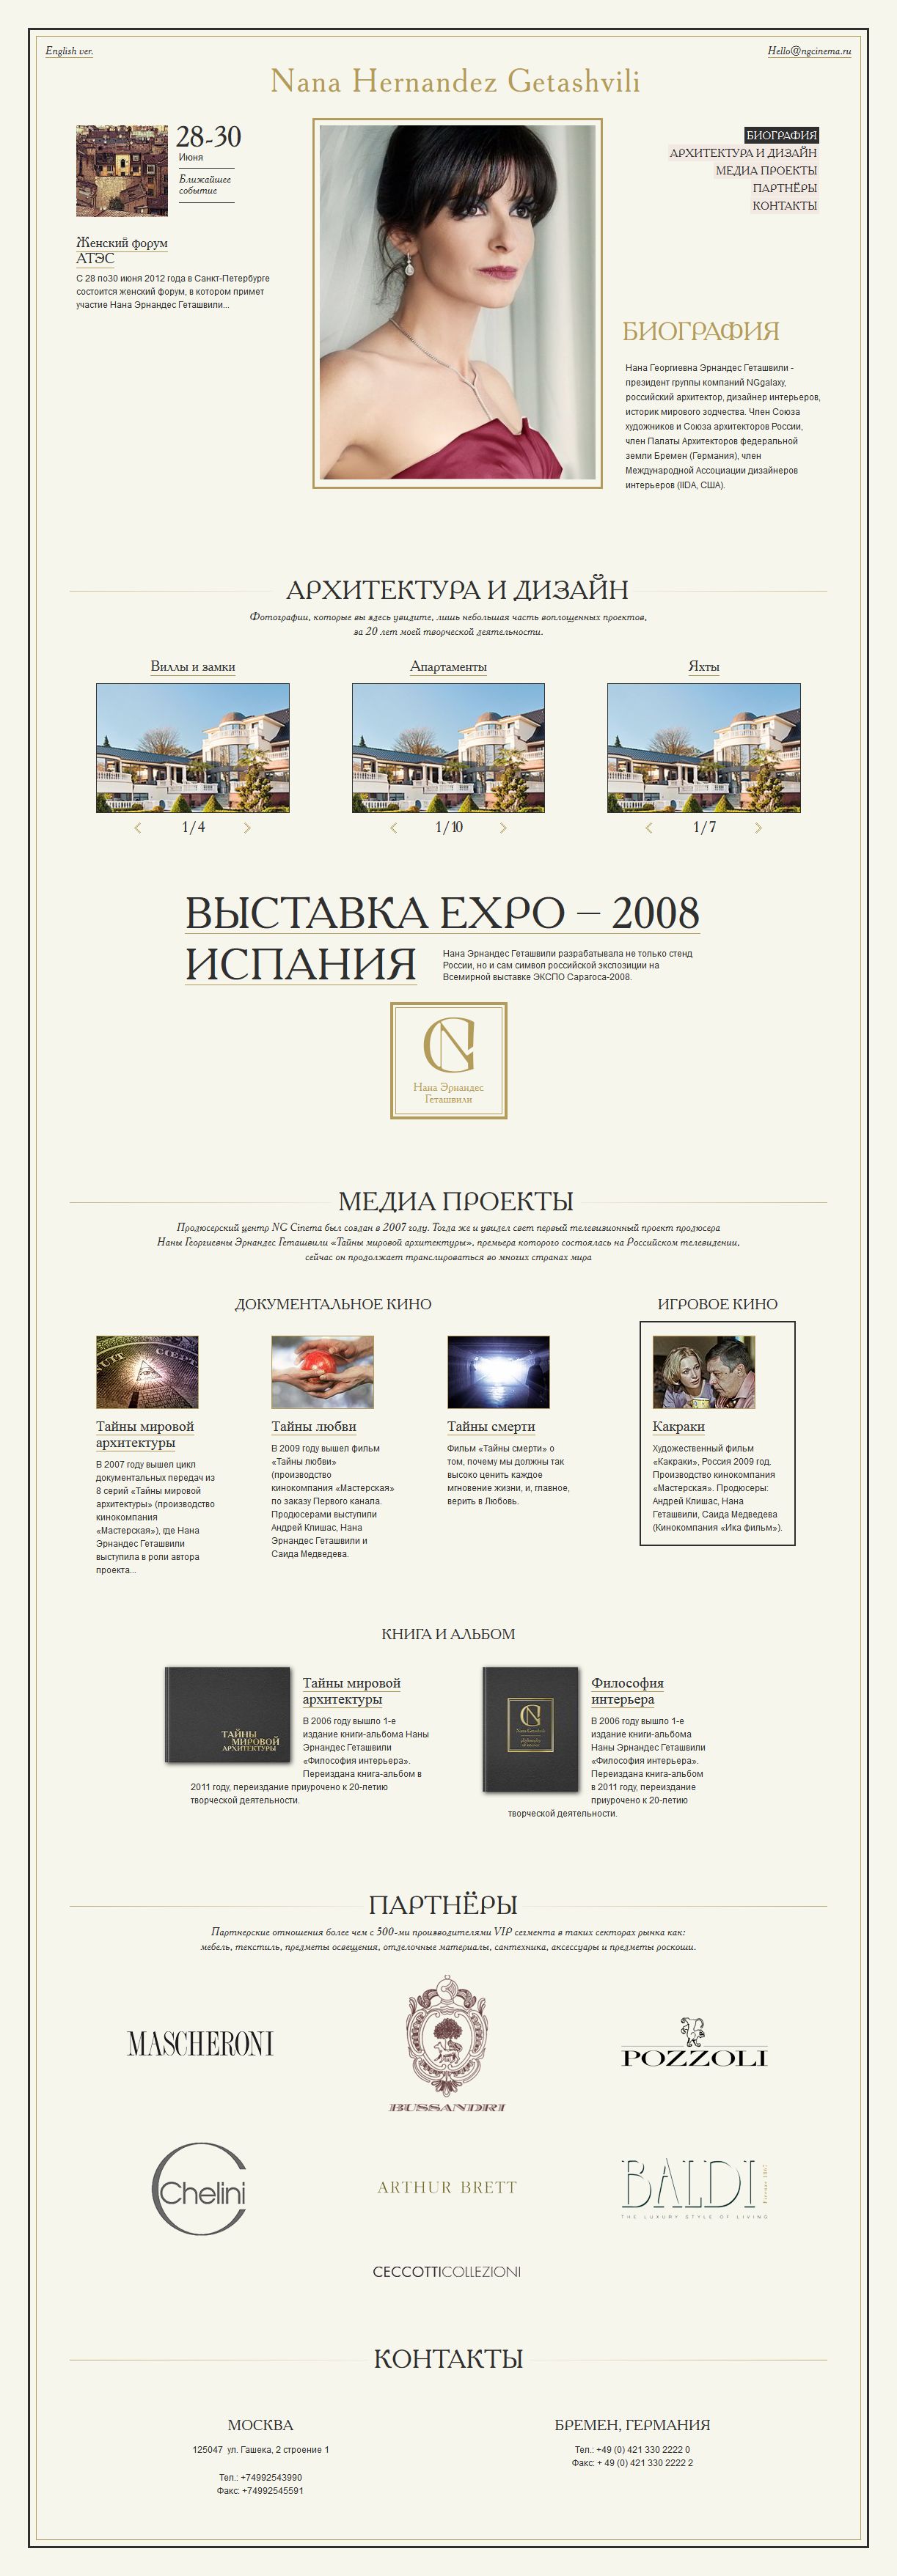 English ver.
Hello@ngcinema.ru
Nana Hernandez Getashvili
28-30
Июня
Ближайшее
событие
Женский форум
АТЭС
С 28 по30 июня 2012 года в Санкт-Петербурге
состоится женский форум, в котором примет
участие Нана Эрнандес Геташвили...
БИОГРАФИЯ
АРХИТЕКТУРА И ДИЗАЙН
МЕДИА ПРОЕКТЫ
ПАРТНЁРЫ
КОНТАКТЫ
БИОГРАФИЯ
Нана Георгиевна Эрнандес Геташвили -
президент группы компаний NGgalaxy,
российский архитектор, дизайнер интерьеров,
историк мирового зодчества. Член Союза
художников и Союза архитекторов России,
член Палаты Архитекторов федеральной
земли Бремен (Германия), член
Международной Ассоциации дизайнеров
интерьеров (IIDA, США).
АРХИТЕКТУРА И ДИЗАЙН
Фотографии, которые вы здесь увидите, лишь небольшая часть воплощенных проектов,
за 20 лет моей творческой деятельности.
Виллы и замки
Апартаменты
Яхты
1/4
1/10
1/7
ВЫСТАВКА EXPO – 2008
ИСПАНИЯ
Нана Эрнандес Геташвили разрабатывала не только стенд
России, но и сам символ российской экспозиции на
Всемирной выставке ЭКСПО Сарагоса-2008.
Нана Эрнандес
Геташвили
МЕДИА ПРОЕКТЫ
Продюсерский центр NG Cinema был создан в 2007 году. Тогда же и увидел свет первый телевизионный проект продюсера
Наны Георгиевны Эрнандес Геташвили «Тайны мировой архитектуры», премьера которого состоялась на Российском телевидении,
сейчас он продолжает транслироваться во многих странах мира
ДОКУМЕНТАЛЬНОЕ КИНО
ИГРОВОЕ КИНО
Тайны мировой
архитектуры
В 2007 году вышел цикл
документальных передач из
8 серий «Тайны мировой
архитектуры» (производство
кинокомпания
«Мастерская»), где Нана
Эрнандес Геташвили
выступила в роли автора
проекта...
Тайны любви
В 2009 году вышел фильм
«Тайны любви»
(производство
кинокомпания «Мастерская»
по заказу Первого канала.
Продюсерами выступили
Андрей Клишас, Нана
Эрнандес Геташвили и
Саида Медведева.
Тайны смерти
Фильм «Тайны смерти» о
том, почему мы должны так
высоко ценить каждое
мгновение жизни, и, главное,
верить в Любовь.
Какраки
Художественный фильм
«Какраки», Россия 2009 год.
Производство кинокомпания
«Мастерская». Продюсеры:
Андрей Клишас, Нана
Геташвили, Саида Медведева
(Кинокомпания «Ика фильм»).
КНИГА И АЛЬБОМ
ТАЙНЫ
МИРОВОЙ
АРХИТЕКТУРЫ
Тайны мировой
архитектуры
В 2006 году вышло 1-е
издание книги-альбома Наны
Эрнандес Геташвили
«Философия интерьера».
Переиздана книга-альбом в
2011 году, переиздание приурочено к 20-летию
творческой деятельности.
Философия
интерьера
В 2006 году вышло 1-е
издание книги-альбома
Наны Эрнандес Геташвили
«Философия интерьера».
Переиздана книга-альбом
в 2011 году, переиздание
приурочено к 20-летию
творческой деятельности.
ПАРТНЁРЫ
Партнерские отношения более чем с 500-ми производителями VIP сегмента в таких секторах рынка как:
мебель, текстиль, предметы освещения, отделочные материалы, сантехника, аксессуары и предметы роскоши.
MASCHERONI
BUSSANDRI
POZZOLI
Chelini
ARTHUR BRETT
BALDI
Firenze 1867
THE LUXURY STYLE OF LIVING
CECCOTTICOLLEZIONI
КОНТАКТЫ
МОСКВА
125047 ул. Гашека, 2 строение 1
Тел.: +74992543990
Факс: +74992545591
БРЕМЕН, ГЕРМАНИЯ
Тел.: +49 (0) 421 330 2222 0
Факс: + 49 (0) 421 330 2222 2